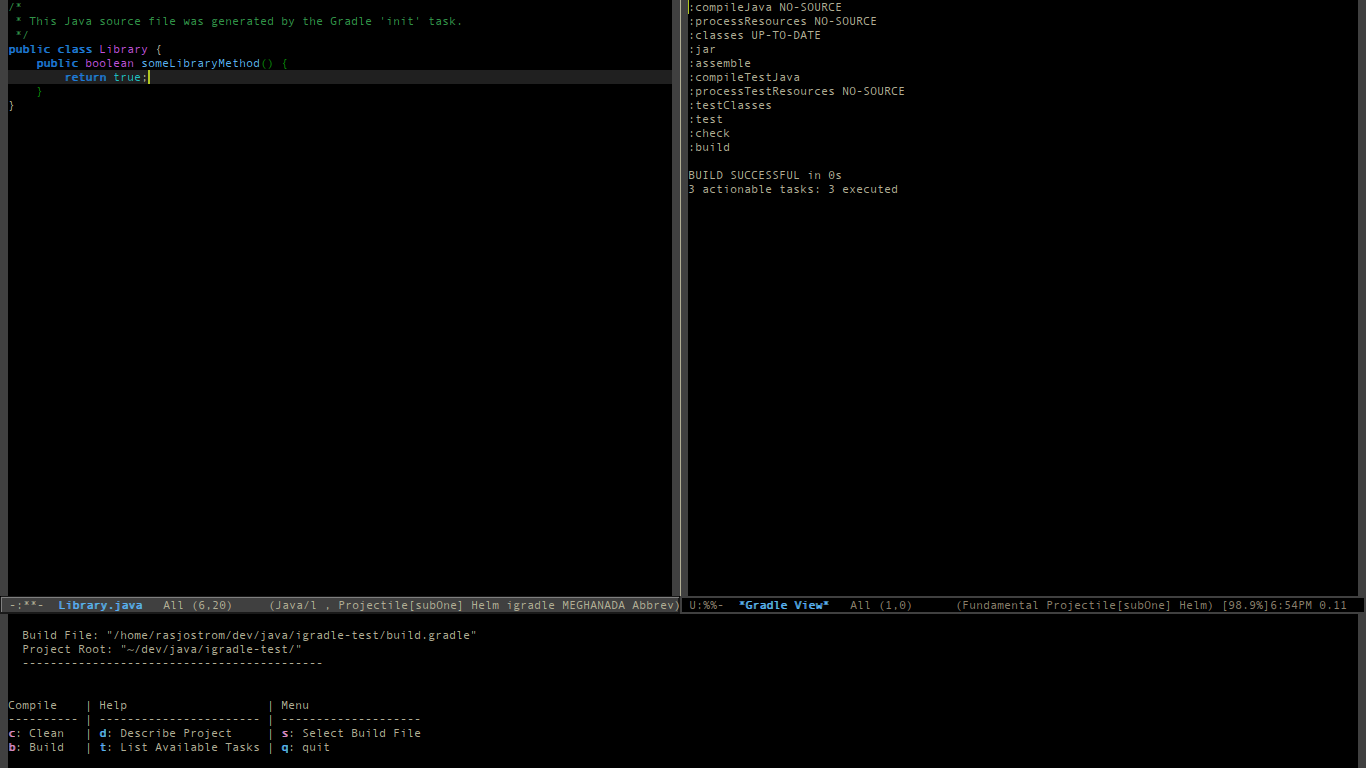 /*
 * This Java source file was generated by the Gradle 'init' task.
 */
public class Library {
    public boolean someLibraryMethod() {
        return true;
    }
}
-:**-  Library.java   All (6,20)     (Java/l , Projectile[subOne] Helm igradle MEGHANADA Abbrev)
:compileJava NO-SOURCE
:processResources NO-SOURCE
:classes UP-TO-DATE
:jar
:assemble
:compileTestJava
:processTestResources NO-SOURCE
:testClasses
:test
:check
:build

BUILD SUCCESSFUL in 0s
3 actionable tasks: 3 executed
U:%%-  *Gradle View*   All (1,0)      (Fundamental Projectile[subOne] Helm) [98.9%]6:54PM 0.11
  Build File: "/home/rasjostrom/dev/java/igradle-test/build.gradle"
  Project Root: "~/dev/java/igradle-test/"
  -------------------------------------------

Compile    | Help                    | Menu
---------- | ----------------------- | --------------------
c: Clean   | d: Describe Project     | s: Select Build File
b: Build   | t: List Available Tasks | q: quit